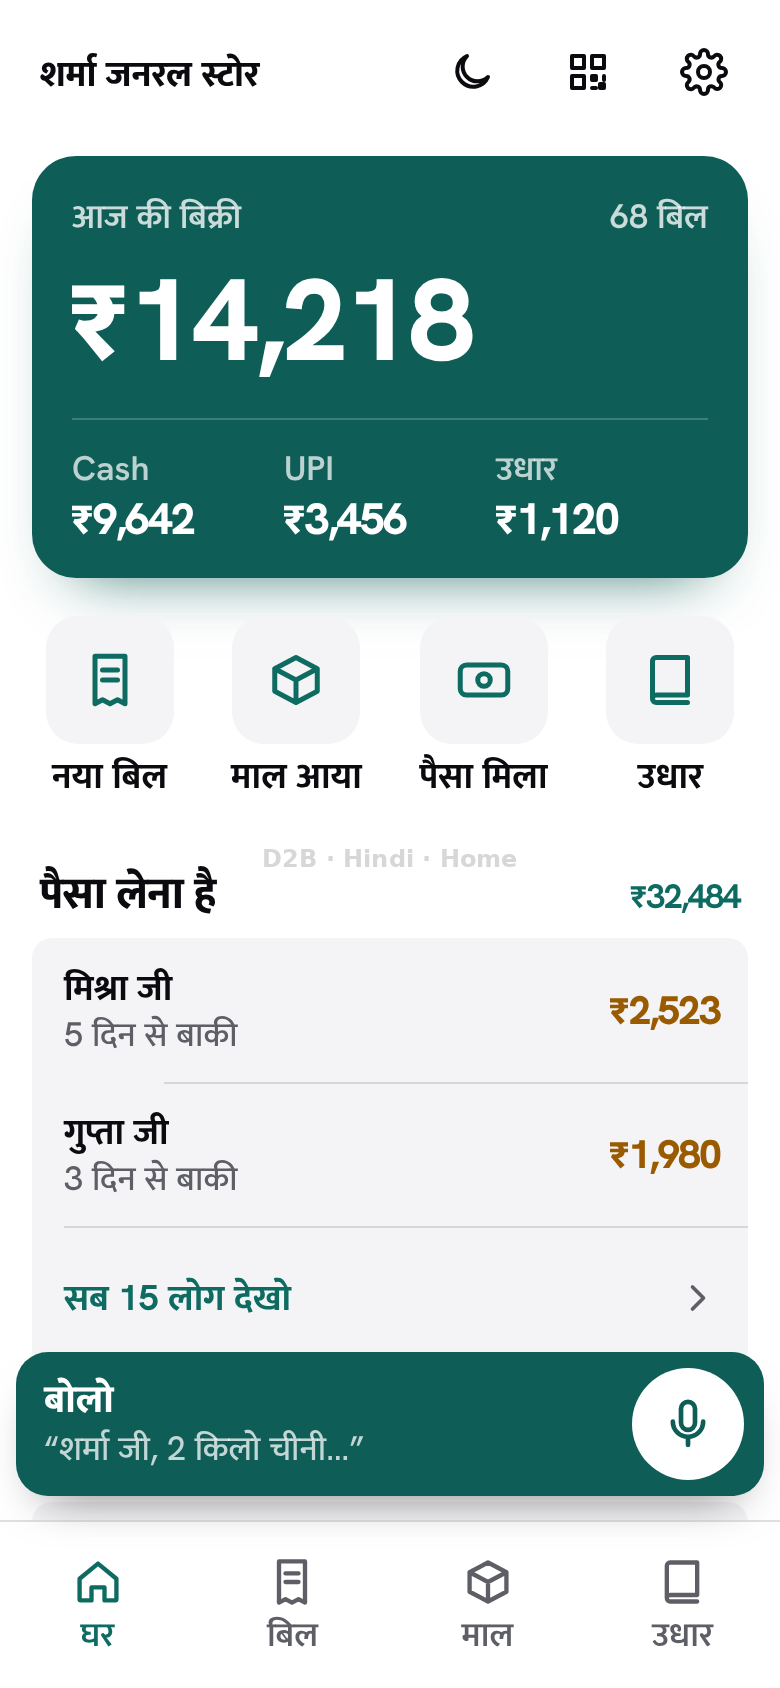 शर्मा जनरल स्टोर
आज की बिक्री 68 बिल
₹14,218
Cash UPI उधार
₹9,642 ₹3,456 ₹1,120
नया बिल माल आया पैसा मिला उधार
D2B · Hindi · Home
पैसा लेना है ₹32,484
मिश्रा जी
5 दिन से बाकी ₹2,523
गुप्ता जी
3 दिन से बाकी ₹1,980
सब 15 लोग देखो
बोलो
“शर्मा जी, 2 किलो चीनी...”
घर बिल माल उधार